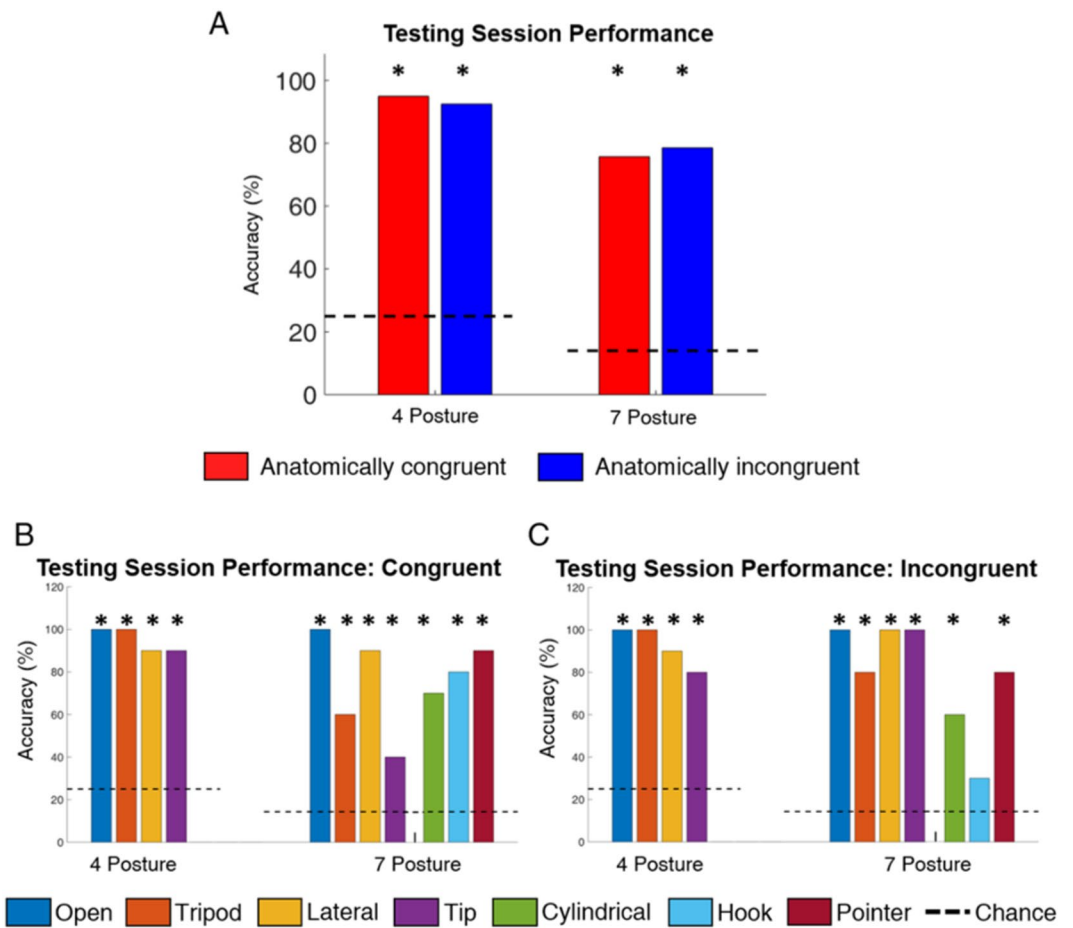 A
Testing Session Performance
* * * *
100
80
60
40
20
0
Accuracy (%)
4 Posture 7 Posture
Anatomically congruent Anatomically incongruent
B
Testing Session Performance: Congruent
120
100
80
60
40
20
0
Accuracy (%)
* * * * * * * * * * *
4 Posture 7 Posture
C
Testing Session Performance: Incongruent
120
100
80
60
40
20
0
Accuracy (%)
* * * * * * * * * *
4 Posture 7 Posture
Open Tripod Lateral Tip Cylindrical Hook Pointer Chance